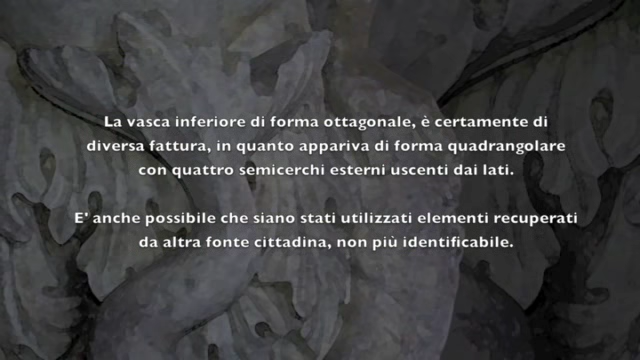 La vasca inferiore di forma ottagonale, è certamente di
diversa fattura, in quanto appariva di forma quadrangolare
con quattro semicerchi esterni uscenti dai lati.
E' anche possibile che siano stati utilizzati elementi recuperati
da altra fonte cittadina, non più identificabile.